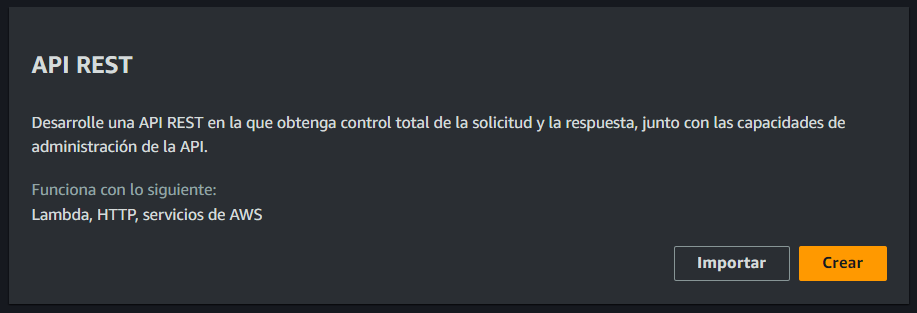 API REST
Desarrolle una API REST en la que obtenga control total de la solicitud y la respuesta, junto con las capacidades de
administración de la API.
Funciona con lo siguiente:
Lambda, HTTP, servicios de AWS
Importar
Crear